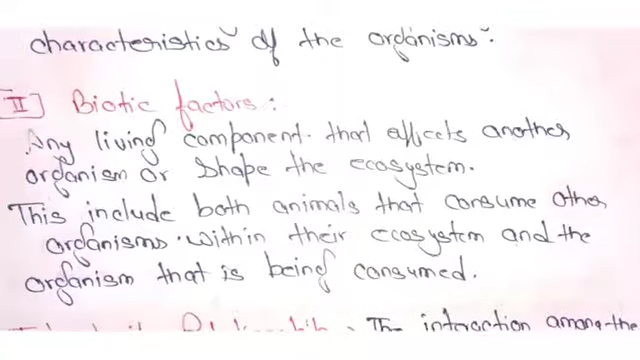 characteristics of the organisms.
II] Biotic factors:
Any living component that affects another
organism or shape the ecosystem.
This include both animals that consume other
organisms within their ecosystem and the
organism that is being consumed.
The interaction among the